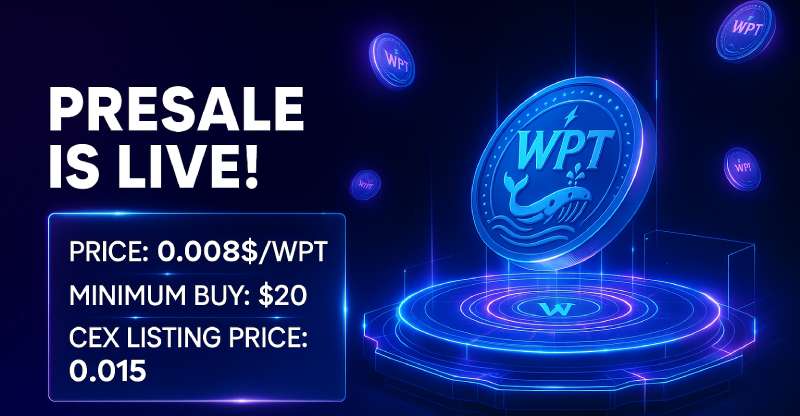 PRESALE
IS LIVE!
PRICE: 0.008$/WPT
MINIMUM BUY: $20
CEX LISTING PRICE:
0.015
WPT
WPT
WPT
WPT
WPT
W